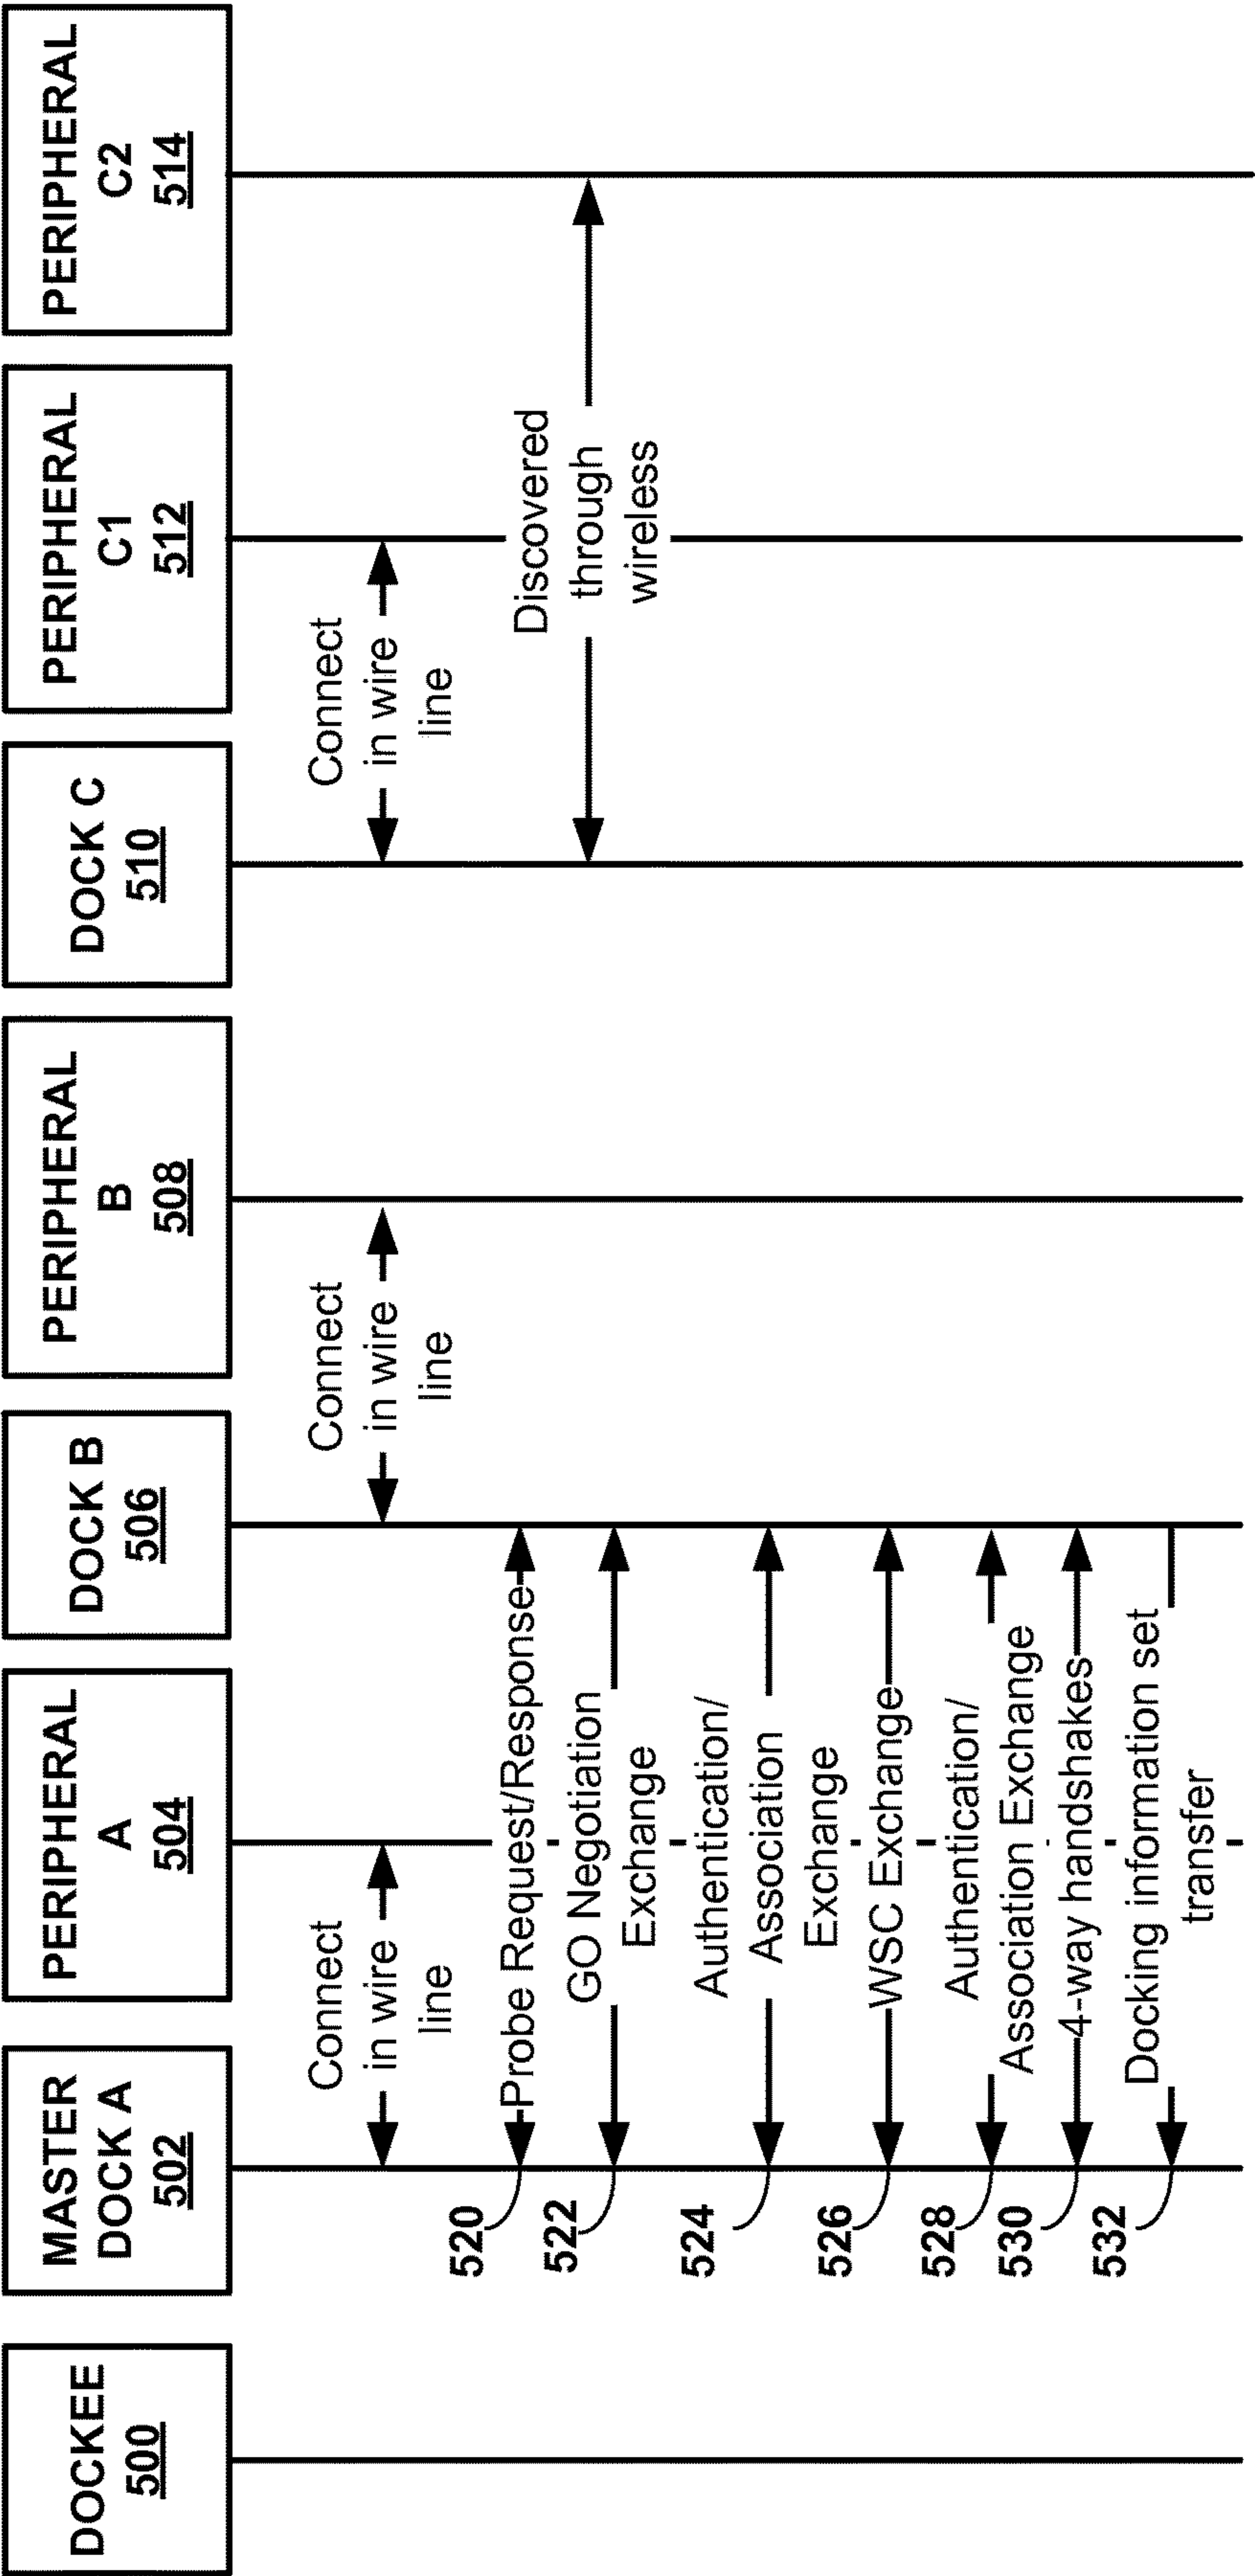 DOCKEE
500
MASTER
DOCK A
502
PERIPHERAL
A
504
DOCK B
506
PERIPHERAL
B
508
DOCK C
510
PERIPHERAL
C1
512
PERIPHERAL
C2
514
Connect
in wire
line
Connect
in wire
line
Connect
in wire
line
520
Probe Request/Response
Discovered
through
wireless
522
GO Negotiation
Exchange
524
Authentication/
Association
Exchange
526
WSC Exchange
528
Authentication/
Association Exchange
530
4-way handshakes
532
Docking information set
transfer